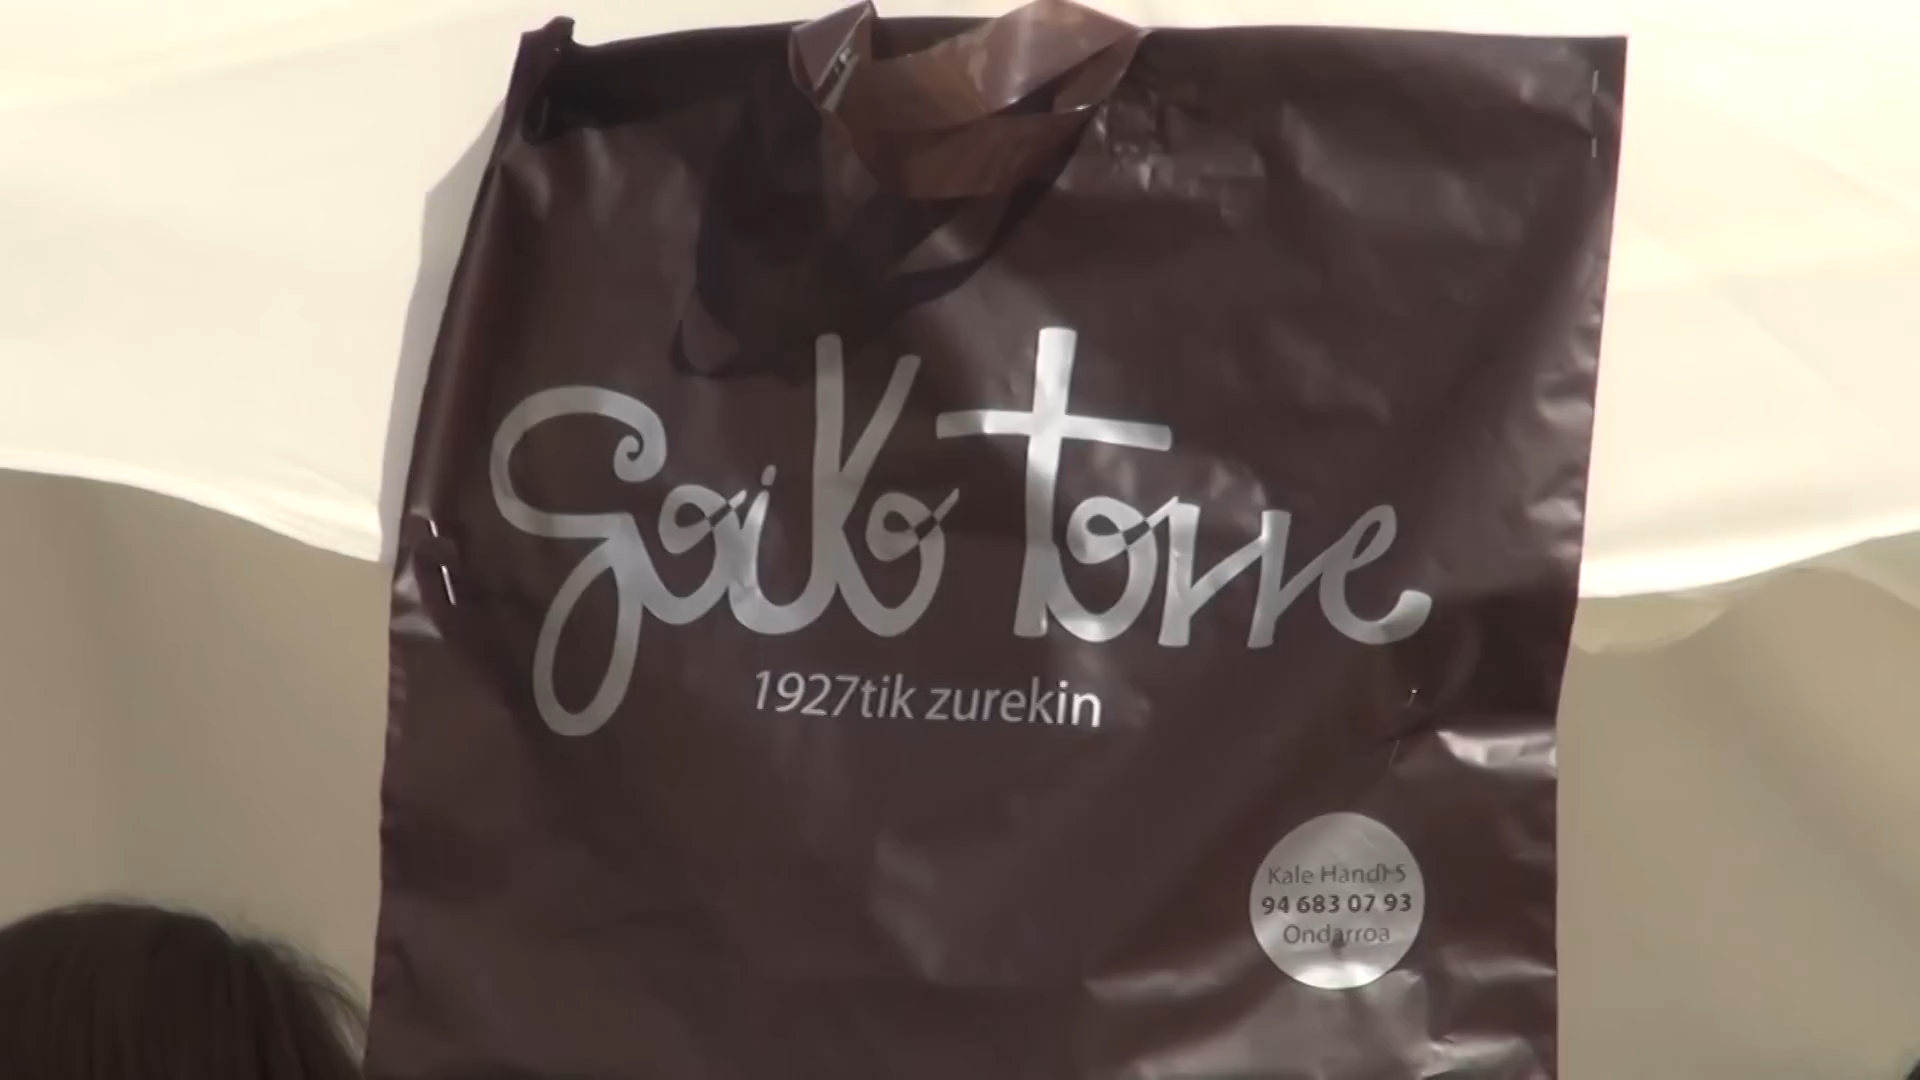 Goiko torre
1927tik zurekin
Kale Handi-5
94 683 07 93
Ondarroa